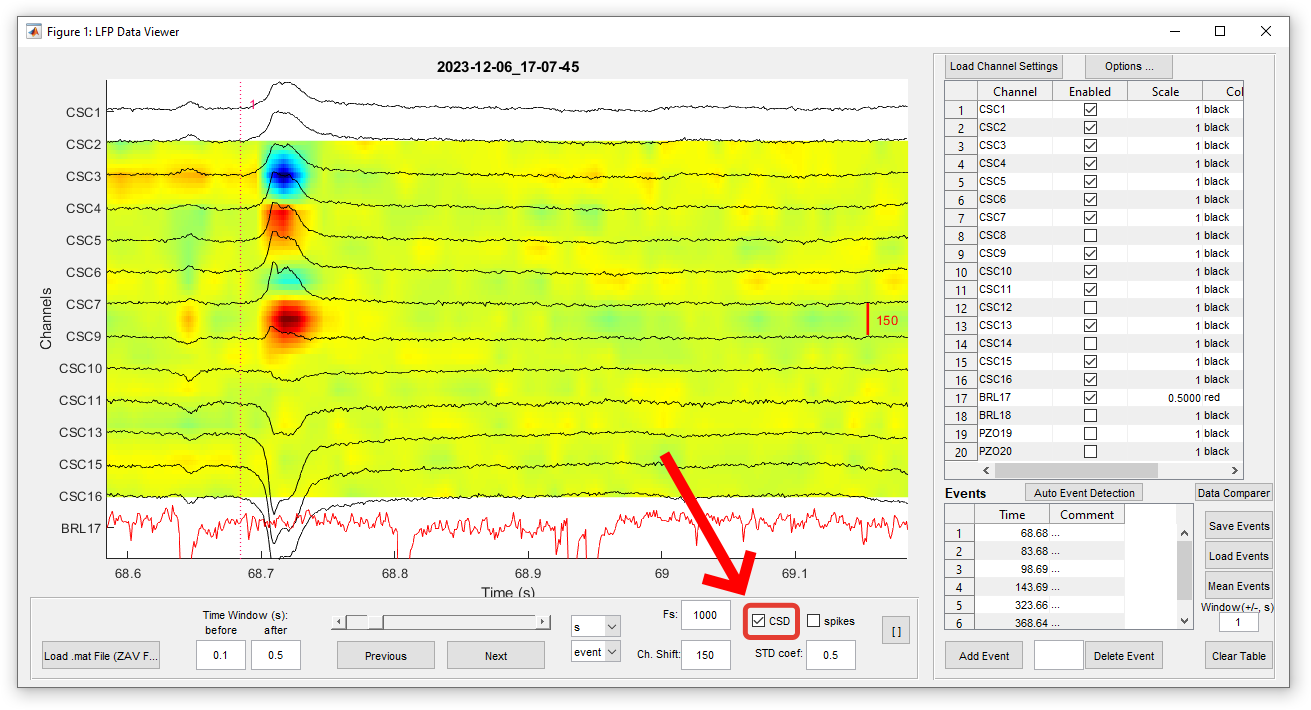 Figure 1: LFP Data Viewer
2023-12-06_17-07-45
Channels
CSC1
CSC2
CSC3
CSC4
CSC5
CSC6
CSC7
CSC9
CSC10
CSC11
CSC13
CSC15
CSC16
BRL17
1
150
68.6 68.7 68.8 68.9 69 69.1
Time (s)
Time Window (s):
before after
Load .mat File (ZAV F...
0.1 0.5
Previous Next
s
event
Fs: 1000
Ch. Shift: 150
CSD spikes
STD coef: 0.5
[ ]
Load Channel Settings Options ...
Channel Enabled Scale Col
1 CSC1 1 black
2 CSC2 1 black
3 CSC3 1 black
4 CSC4 1 black
5 CSC5 1 black
6 CSC6 1 black
7 CSC7 1 black
8 CSC8 1 black
9 CSC9 1 black
10 CSC10 1 black
11 CSC11 1 black
12 CSC12 1 black
13 CSC13 1 black
14 CSC14 1 black
15 CSC15 1 black
16 CSC16 1 black
17 BRL17 0.5000 red
18 BRL18 1 black
19 PZO19 1 black
20 PZO20 1 black
Events Auto Event Detection Data Comparer
Time Comment
1 68.68 ...
2 83.68 ...
3 98.69 ...
4 143.69 ...
5 323.66 ...
6 368.64 ...
Save Events
Load Events
Mean Events
Window(+/-, s)
1
Add Event Delete Event Clear Table